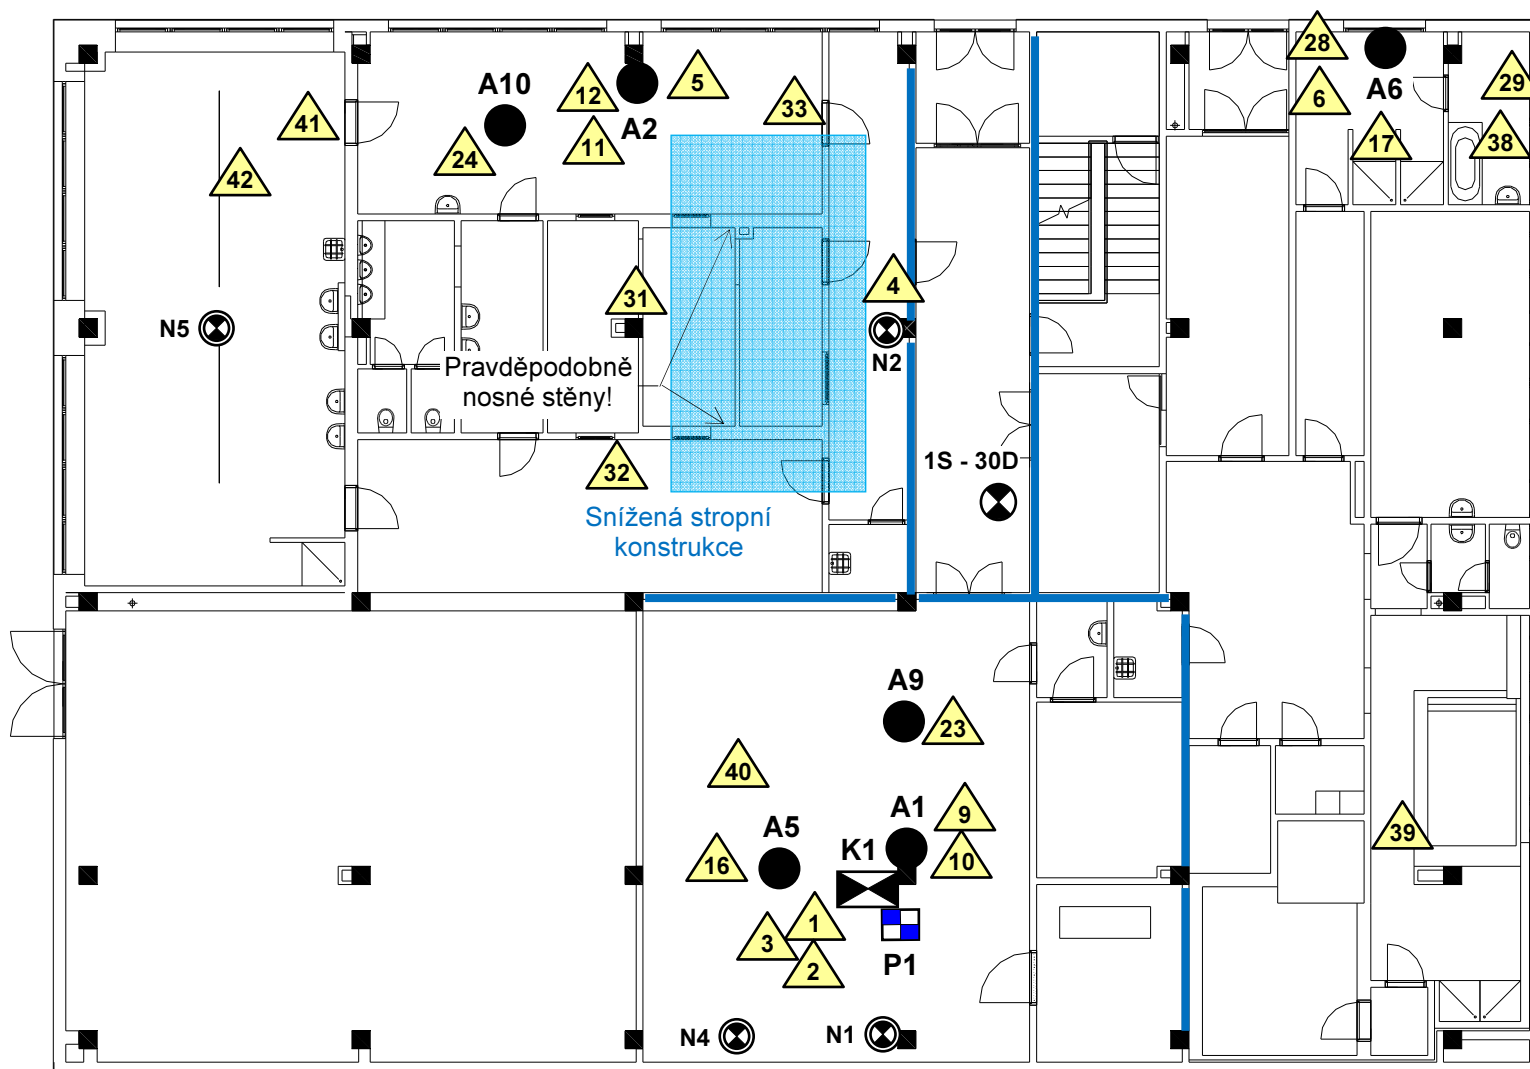 28
A6
29
5
A10
12
A2
6
33
41
11
17
38
24
42
4
31
N5
N2
Pravděpodobně
nosné stěny!
32
1S - 30D
Snížená stropní
konstrukce
A9
23
40
A1
9
A5
39
K1
10
16
1
3
P1
2
N4
N1